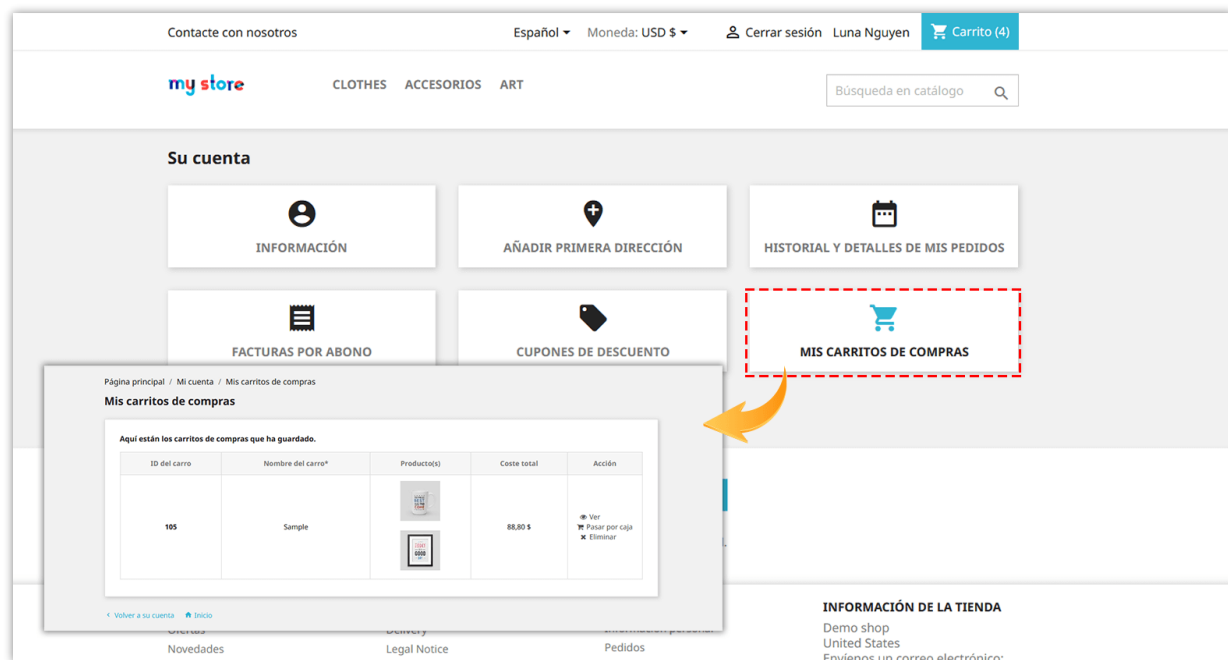 Contacte con nosotros
Español
Moneda: USD $
Cerrar sesión
Luna Nguyen
Carrito (4)
my store
CLOTHES
ACCESORIOS
ART
Búsqueda en catálogo
Su cuenta
INFORMACIÓN
AÑADIR PRIMERA DIRECCIÓN
HISTORIAL Y DETALLES DE MIS PEDIDOS
FACTURAS POR ABONO
CUPONES DE DESCUENTO
MIS CARRITOS DE COMPRAS
Página principal / Mi cuenta / Mis carritos de compras
Mis carritos de compras
Aquí están los carritos de compras que ha guardado.
ID del carro
Nombre del carro*
Producto(s)
Coste total
Acción
105
Sample
GOOD
88,80 $
Ver
Pasar por caja
Eliminar
Volver a su cuenta
Inicio
Ofertas
Delivery
Información personal
Novedades
Legal Notice
Pedidos
INFORMACIÓN DE LA TIENDA
Demo shop
United States
Envíenos un correo electrónico: